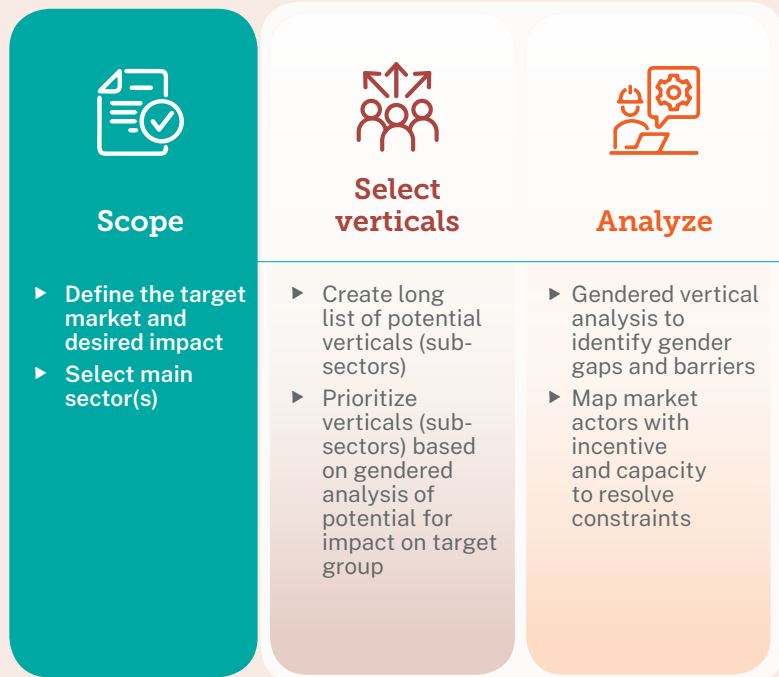 Scope
► Define the target
market and
desired impact
► Select main
sector(s)
Select
verticals
► Create long
list of potential
verticals (sub-
sectors)
► Prioritize
verticals (sub-
sectors) based
on gendered
analysis of
potential for
impact on target
group
Analyze
► Gendered vertical
analysis to
identify gender
gaps and barriers
► Map market
actors with
incentive
and capacity
to resolve
constraints